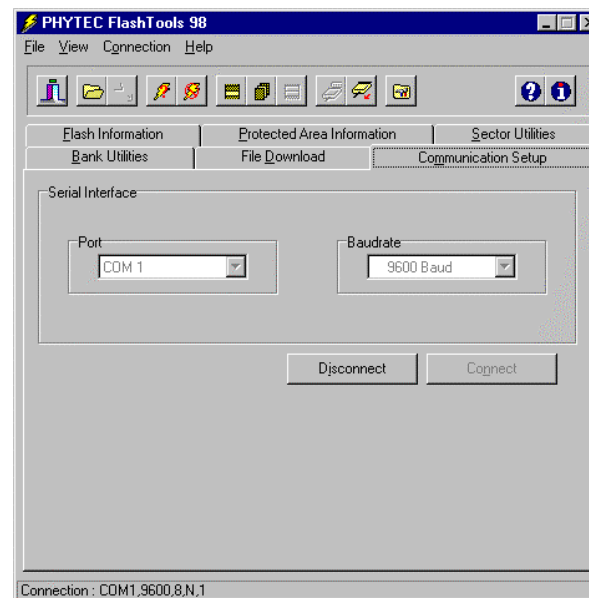 PHYTEC FlashTools 98
File View Connection Help
Flash Information Protected Area Information Sector Utilities
Bank Utilities File Download Communication Setup
Serial Interface
Port Baudrate
COM 1 9600 Baud
Disconnect Connect
Connection : COM1,9600,8,N,1